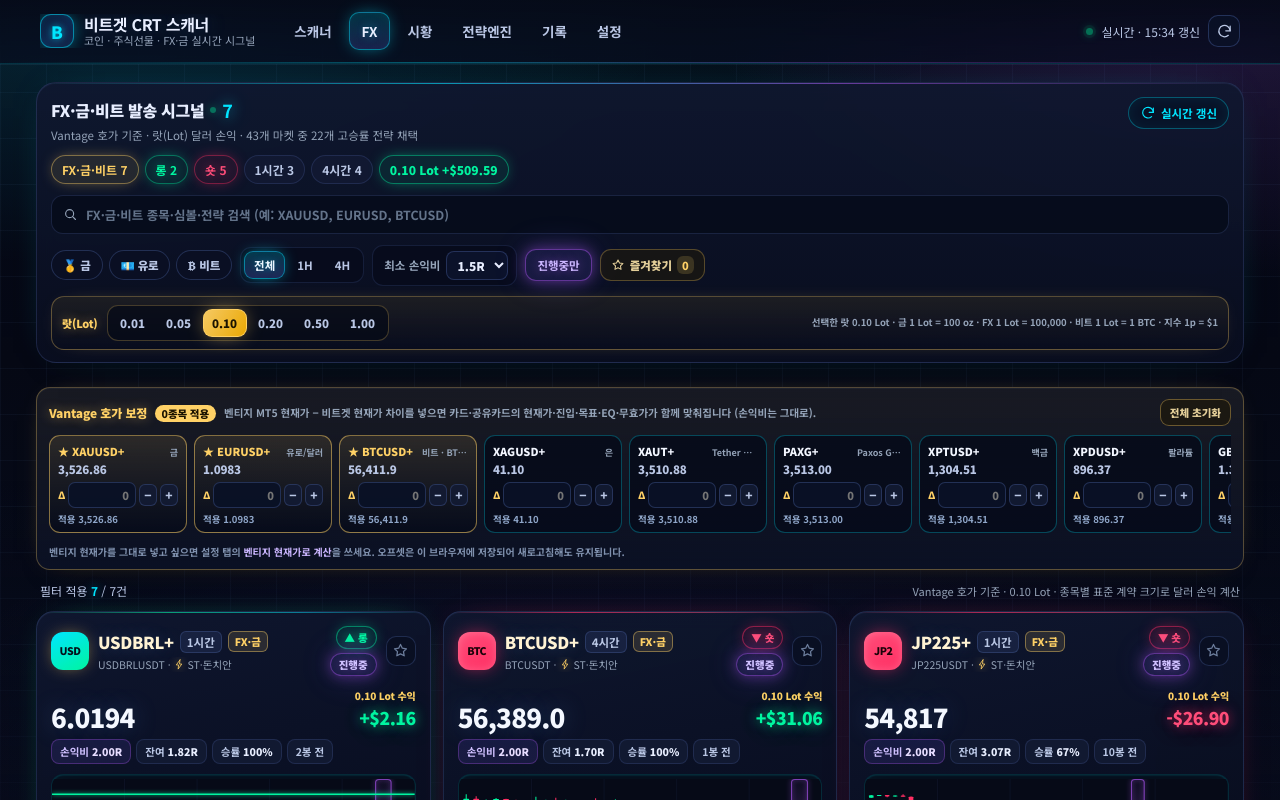 B
비트겟 CRT 스캐너
코인 · 주식선물 · FX·금 실시간 시그널
스캐너 FX 시황 전략엔진 기록 설정
실시간 · 15:34 갱신
FX·금·비트 발송 시그널 7
실시간 갱신
Vantage 호가 기준 · 랏(Lot) 달러 손익 · 43개 마켓 중 22개 고승률 전략 채택
FX·금·비트 7 롱 2 숏 5 1시간 3 4시간 4 0.10 Lot +$509.59
FX·금·비트 종목·심볼·전략 검색 (예: XAUUSD, EURUSD, BTCUSD)
🥇 금 💶 유로 ₿ 비트 전체 1H 4H 최소 손익비 1.5R 진행중만 즐겨찾기 0
랏(Lot) 0.01 0.05 0.10 0.20 0.50 1.00 선택한 랏 0.10 Lot · 금 1 Lot = 100 oz · FX 1 Lot = 100,000 · 비트 1 Lot = 1 BTC · 지수 1p = $1
Vantage 호가 보정 0종목 적용 벤티지 MT5 현재가 − 비트겟 현재가 차이를 넣으면 카드·공유카드의 현재가·진입·목표·EQ·무효가가 함께 맞춰집니다 (손익비는 그대로). 전체 초기화
★ XAUUSD+ 금 ★ EURUSD+ 유로/달러 ★ BTCUSD+ 비트 · BT… XAGUSD+ 은 XAUT+ Tether … PAXG+ Paxos G… XPTUSD+ 백금 XPDUSD+ 팔라듐
3,526.86 1.0983 56,411.9 41.10 3,510.88 3,513.00 1,304.51 896.37
Δ 0 − + Δ 0 − + Δ 0 − + Δ 0 − + Δ 0 − + Δ 0 − + Δ 0 − + Δ 0 − + Δ
적용 3,526.86 적용 1.0983 적용 56,411.9 적용 41.10 적용 3,510.88 적용 3,513.00 적용 1,304.51 적용 896.37
벤티지 현재가를 그대로 넣고 싶으면 설정 탭의 벤티지 현재가로 계산을 쓰세요. 오프셋은 이 브라우저에 저장되어 새로고침해도 유지됩니다.
필터 적용 7 / 7건
Vantage 호가 기준 · 0.10 Lot · 종목별 표준 계약 크기로 달러 손익 계산
USD
USDBRL+ 1시간 FX·금 ▲ 롱
USDBRLUSDT · ⚡ ST·돈치안 진행중
0.10 Lot 수익
6.0194 +$2.16
손익비 2.00R 잔여 1.82R 승률 100% 2봉 전
BTC
BTCUSD+ 4시간 FX·금 ▼ 숏
BTCUSDT · ⚡ ST·돈치안 진행중
0.10 Lot 수익
56,389.0 +$31.06
손익비 2.00R 잔여 1.70R 승률 100% 1봉 전
JP2
JP225+ 1시간 FX·금 ▼ 숏
JP225USDT · ⚡ ST·돈치안 진행중
0.10 Lot 수익
54,817 -$26.90
손익비 2.00R 잔여 3.07R 승률 67% 10봉 전